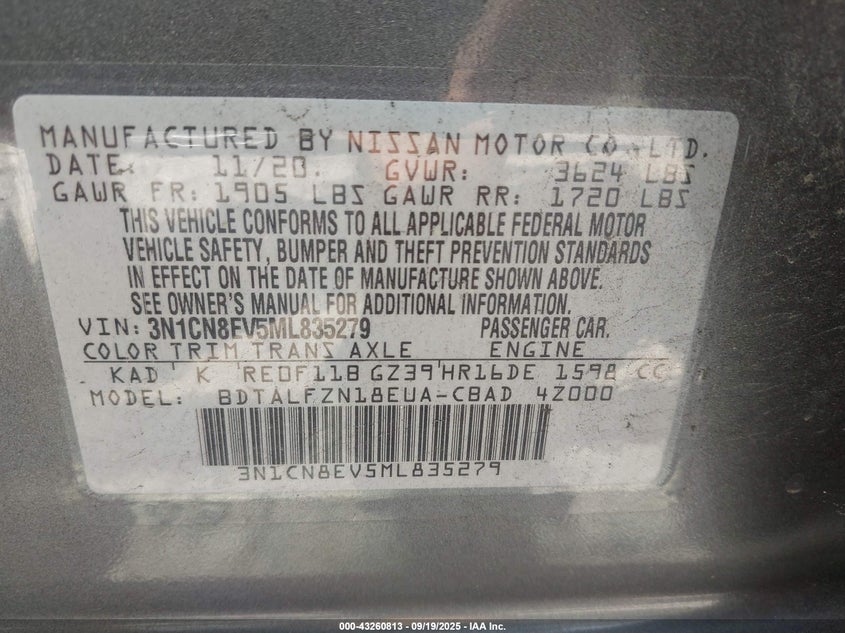 MANUFACTURED BY NISSAN MOTOR CO., LTD.
DATE: 11/20. GVWR: 3624 LBS
GAWR FR: 1905 LBS GAWR RR: 1720 LBS
THIS VEHICLE CONFORMS TO ALL APPLICABLE FEDERAL MOTOR
VEHICLE SAFETY, BUMPER AND THEFT PREVENTION STANDARDS
IN EFFECT ON THE DATE OF MANUFACTURE SHOWN ABOVE.
SEE OWNER'S MANUAL FOR ADDITIONAL INFORMATION.
VIN: 3N1CN8EV5ML835279 PASSENGER CAR.
COLOR TRIM TRANS AXLE ENGINE
KAD K RE0F11B GZ39 HR16DE 1598 CC
MODEL: BDTALFZN18EUA-CBAD 4Z000
3N1CN8EV5ML835279
000-43260813 - 09/19/2025 - IAA Inc.